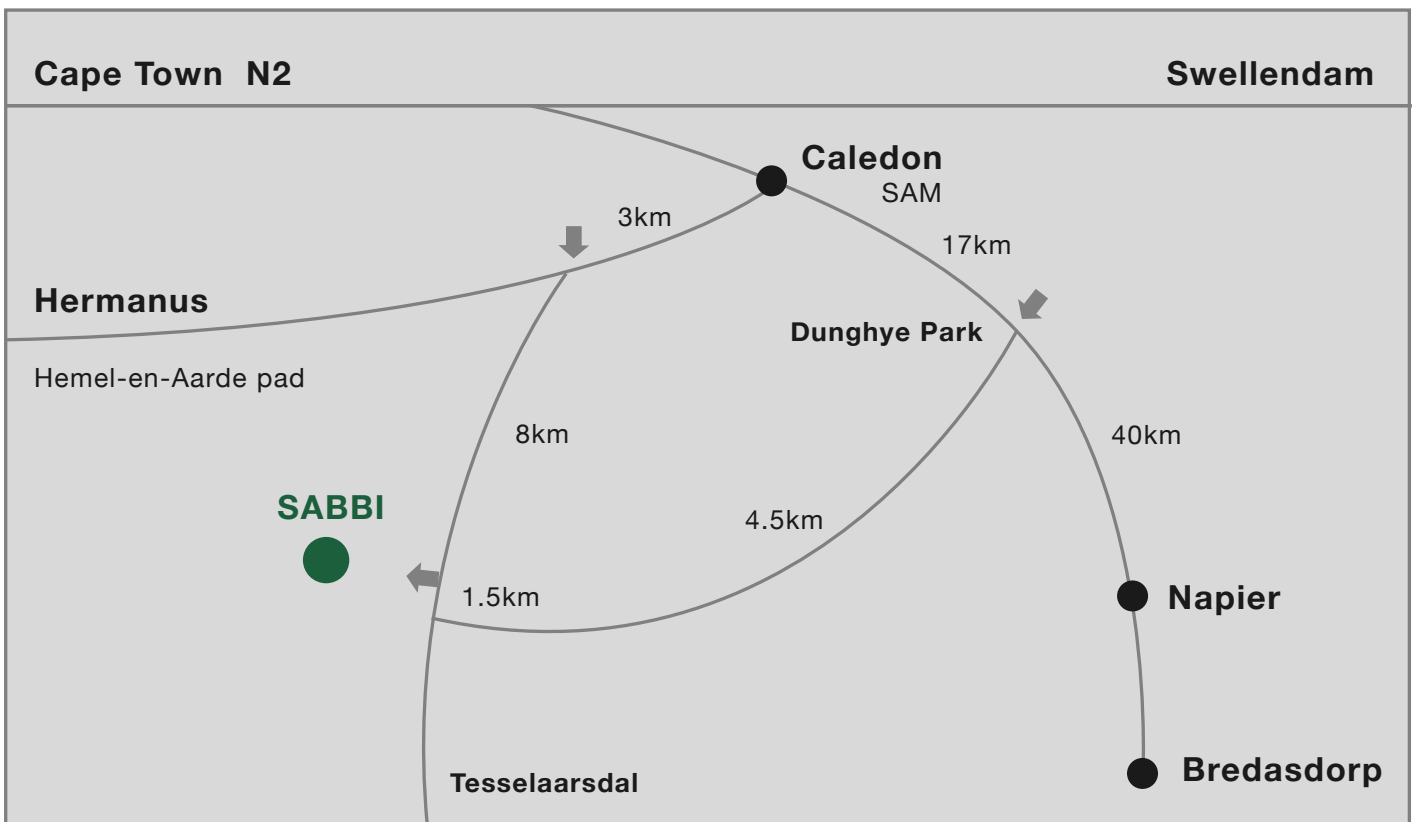 Cape Town N2
Swellendam
Caledon
SAM
3km
17km
Hermanus
Dunghye Park
Hemel-en-Aarde pad
8km
40km
SABBI
4.5km
1.5km
Napier
Tesselaarsdal
Bredasdorp